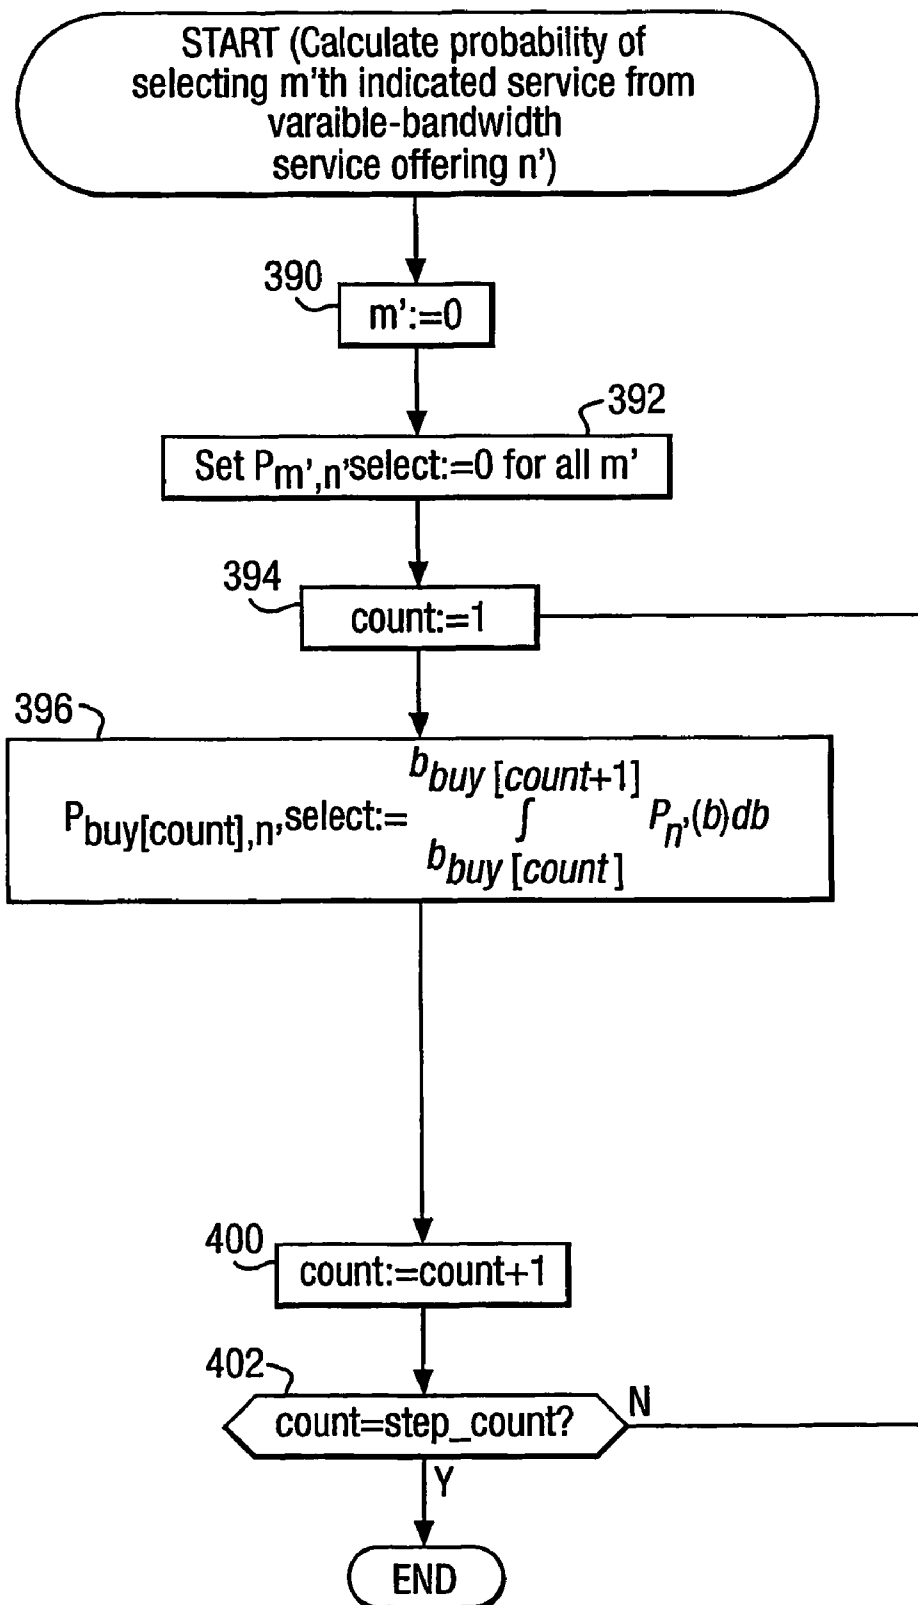 START (Calculate probability of
selecting m'th indicated service from
varaible-bandwidth
service offering n')
390
m':=0
392
Set Pm',n'select:=0 for all m'
394
count:=1
396
Pbuy[count],n',select:= ∫ bbuy [count+1] bbuy [count] Pn'(b)db
400
count:=count+1
402
count=step_count?
N
Y
END